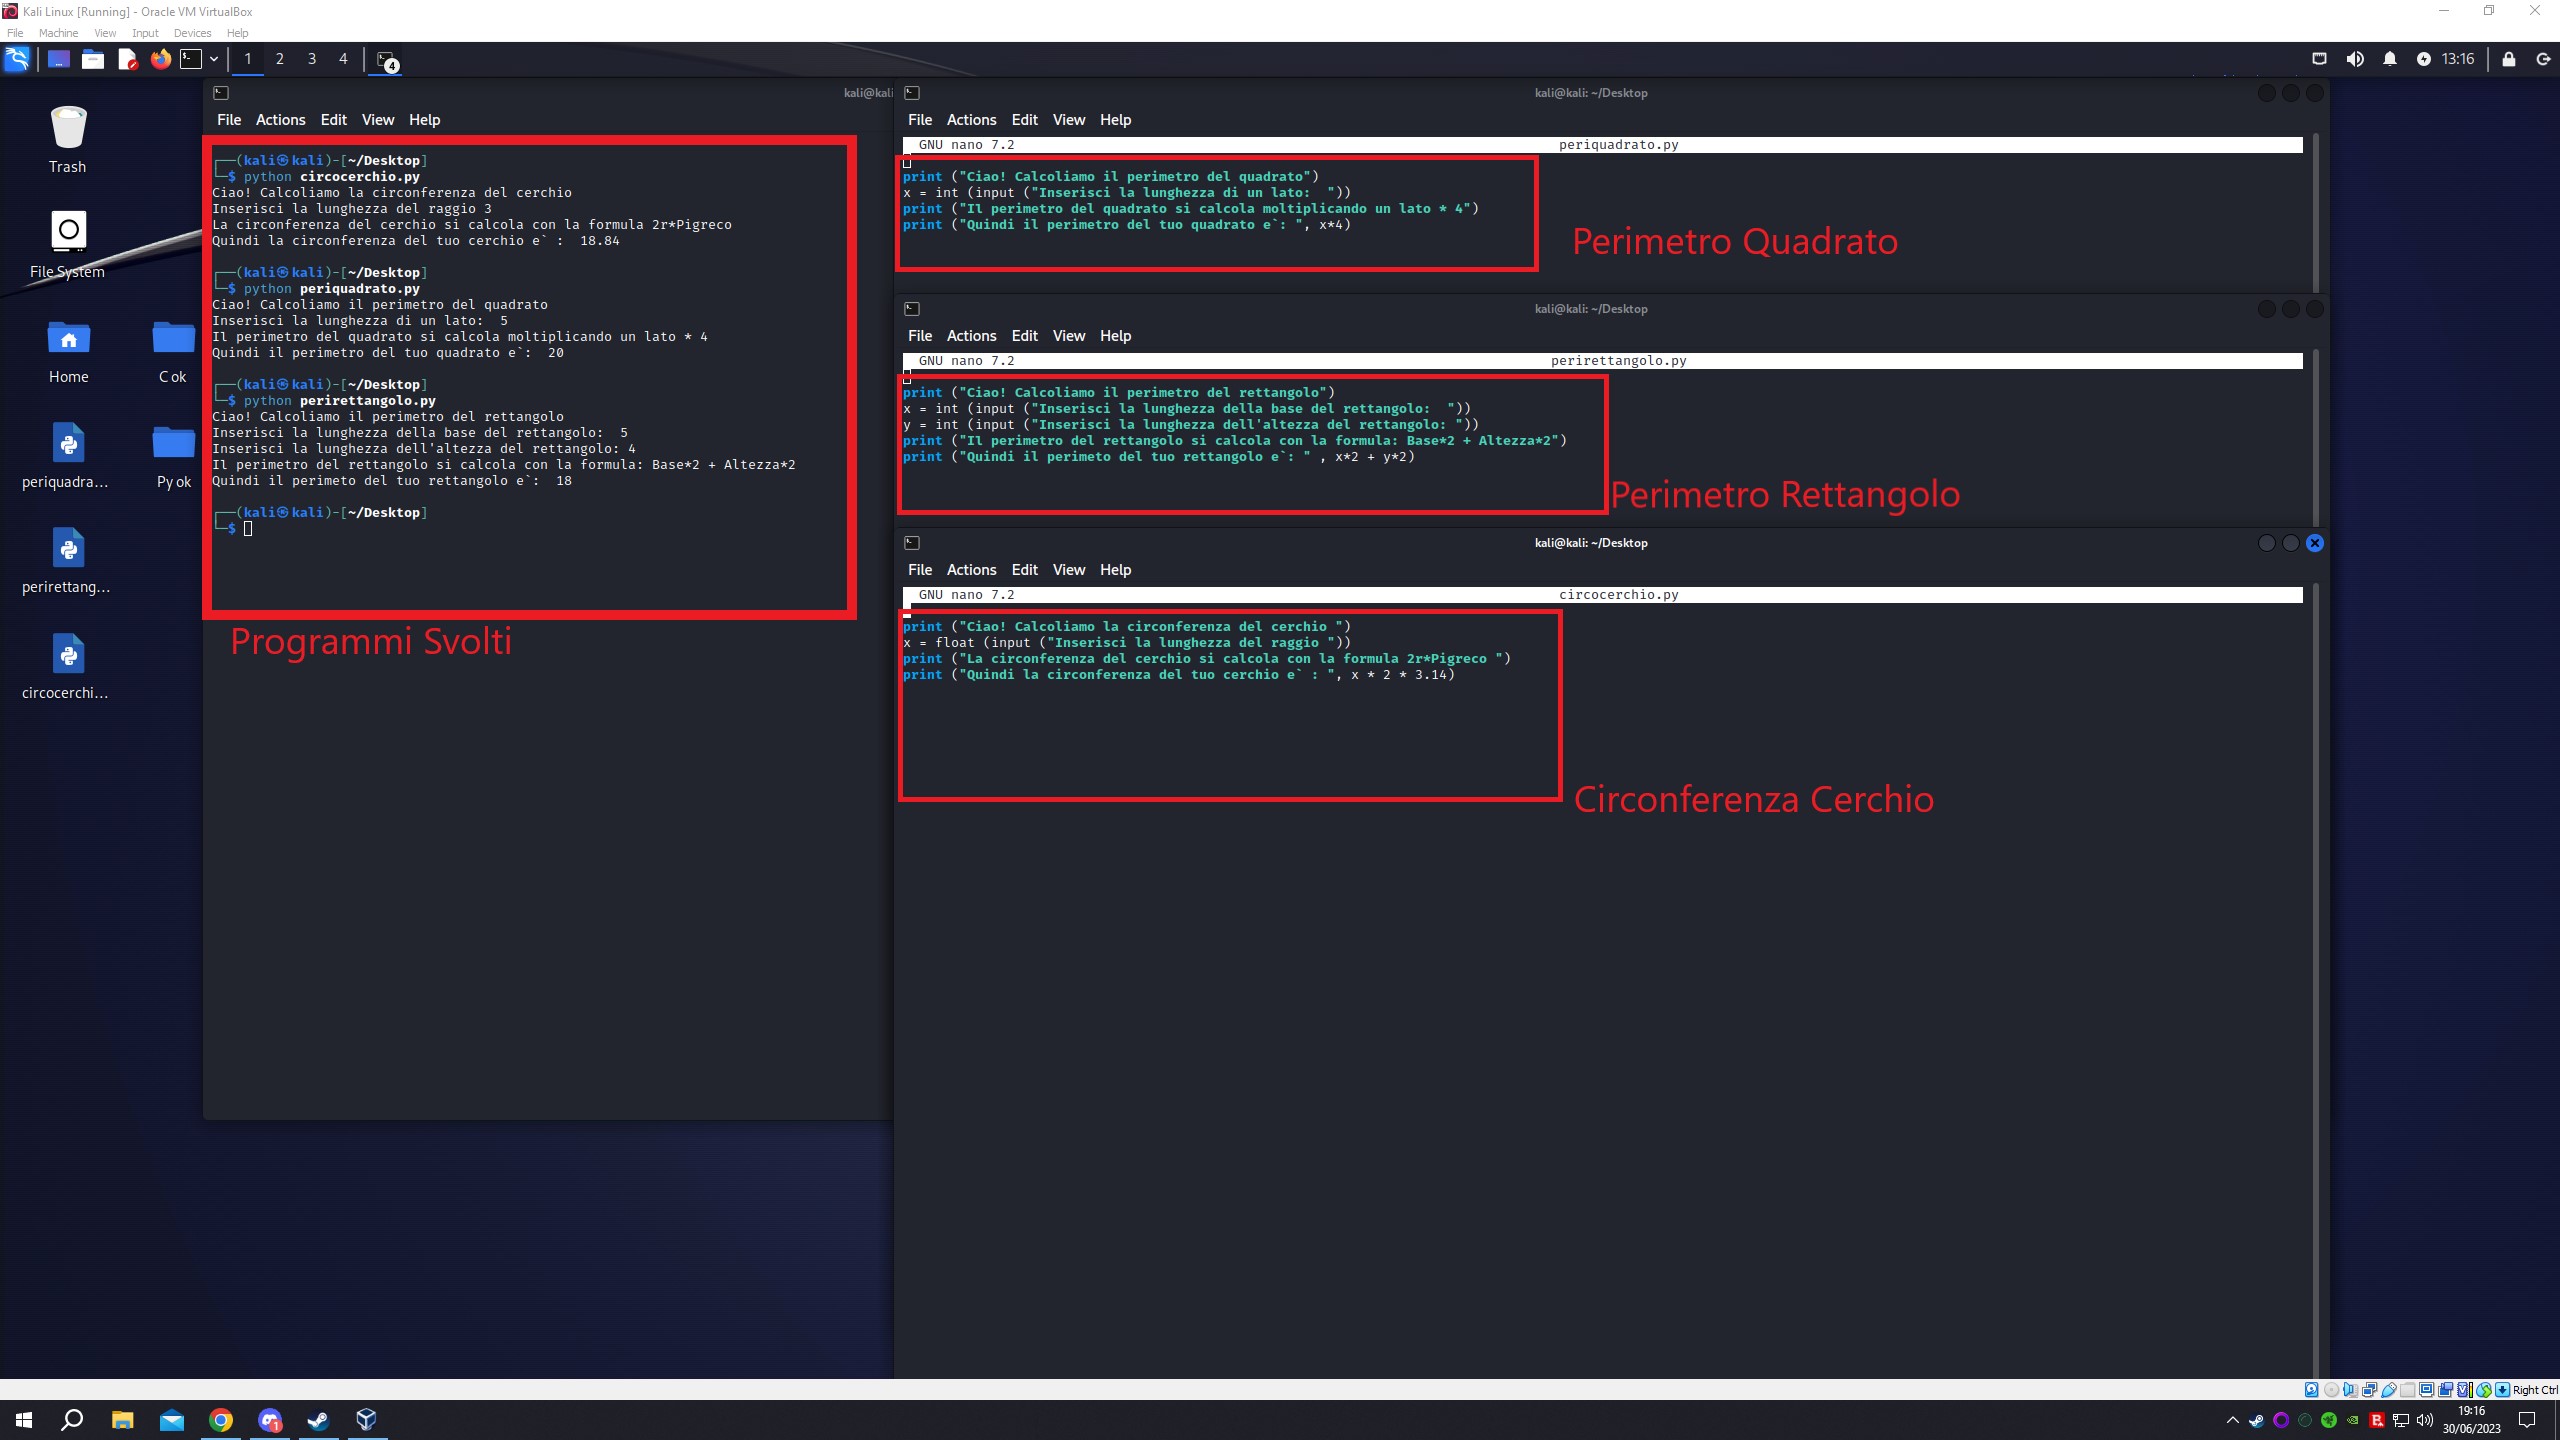 Kali Linux [Running] - Oracle VM VirtualBox
File Machine View Input Devices Help
1 2 3 4 4
13:16
Trash
File System
Home
C ok
periquadra...
Py ok
perirettang...
circocerchi...
kali@kali
File Actions Edit View Help
┌──(kali㉿kali)-[~/Desktop]
└─$ python circocerchio.py
Ciao! Calcoliamo la circonferenza del cerchio
Inserisci la lunghezza del raggio 3
La circonferenza del cerchio si calcola con la formula 2r*Pigreco
Quindi la circonferenza del tuo cerchio e` :  18.84
┌──(kali㉿kali)-[~/Desktop]
└─$ python periquadrato.py
Ciao! Calcoliamo il perimetro del quadrato
Inserisci la lunghezza di un lato:  5
Il perimetro del quadrato si calcola moltiplicando un lato * 4
Quindi il perimetro del tuo quadrato e`:  20
┌──(kali㉿kali)-[~/Desktop]
└─$ python perirettangolo.py
Ciao! Calcoliamo il perimetro del rettangolo
Inserisci la lunghezza della base del rettangolo:  5
Inserisci la lunghezza dell'altezza del rettangolo: 4
Il perimetro del rettangolo si calcola con la formula: Base*2 + Altezza*2
Quindi il perimeto del tuo rettangolo e`:  18
┌──(kali㉿kali)-[~/Desktop]
└─$
Programmi Svolti
kali@kali: ~/Desktop
File Actions Edit View Help
GNU nano 7.2 periquadrato.py
print ("Ciao! Calcoliamo il perimetro del quadrato")
x = int (input ("Inserisci la lunghezza di un lato:  "))
print ("Il perimetro del quadrato si calcola moltiplicando un lato * 4")
print ("Quindi il perimetro del tuo quadrato e`: ", x*4)
Perimetro Quadrato
kali@kali: ~/Desktop
File Actions Edit View Help
GNU nano 7.2 perirettangolo.py
print ("Ciao! Calcoliamo il perimetro del rettangolo")
x = int (input ("Inserisci la lunghezza della base del rettangolo:  "))
y = int (input ("Inserisci la lunghezza dell'altezza del rettangolo: "))
print ("Il perimetro del rettangolo si calcola con la formula: Base*2 + Altezza*2")
print ("Quindi il perimeto del tuo rettangolo e`: " , x*2 + y*2)
Perimetro Rettangolo
kali@kali: ~/Desktop
File Actions Edit View Help
GNU nano 7.2 circocerchio.py
print ("Ciao! Calcoliamo la circonferenza del cerchio ")
x = float (input ("Inserisci la lunghezza del raggio "))
print ("La circonferenza del cerchio si calcola con la formula 2r*Pigreco ")
print ("Quindi la circonferenza del tuo cerchio e` : ", x * 2 * 3.14)
Circonferenza Cerchio
Right Ctrl
19:16
30/06/2023